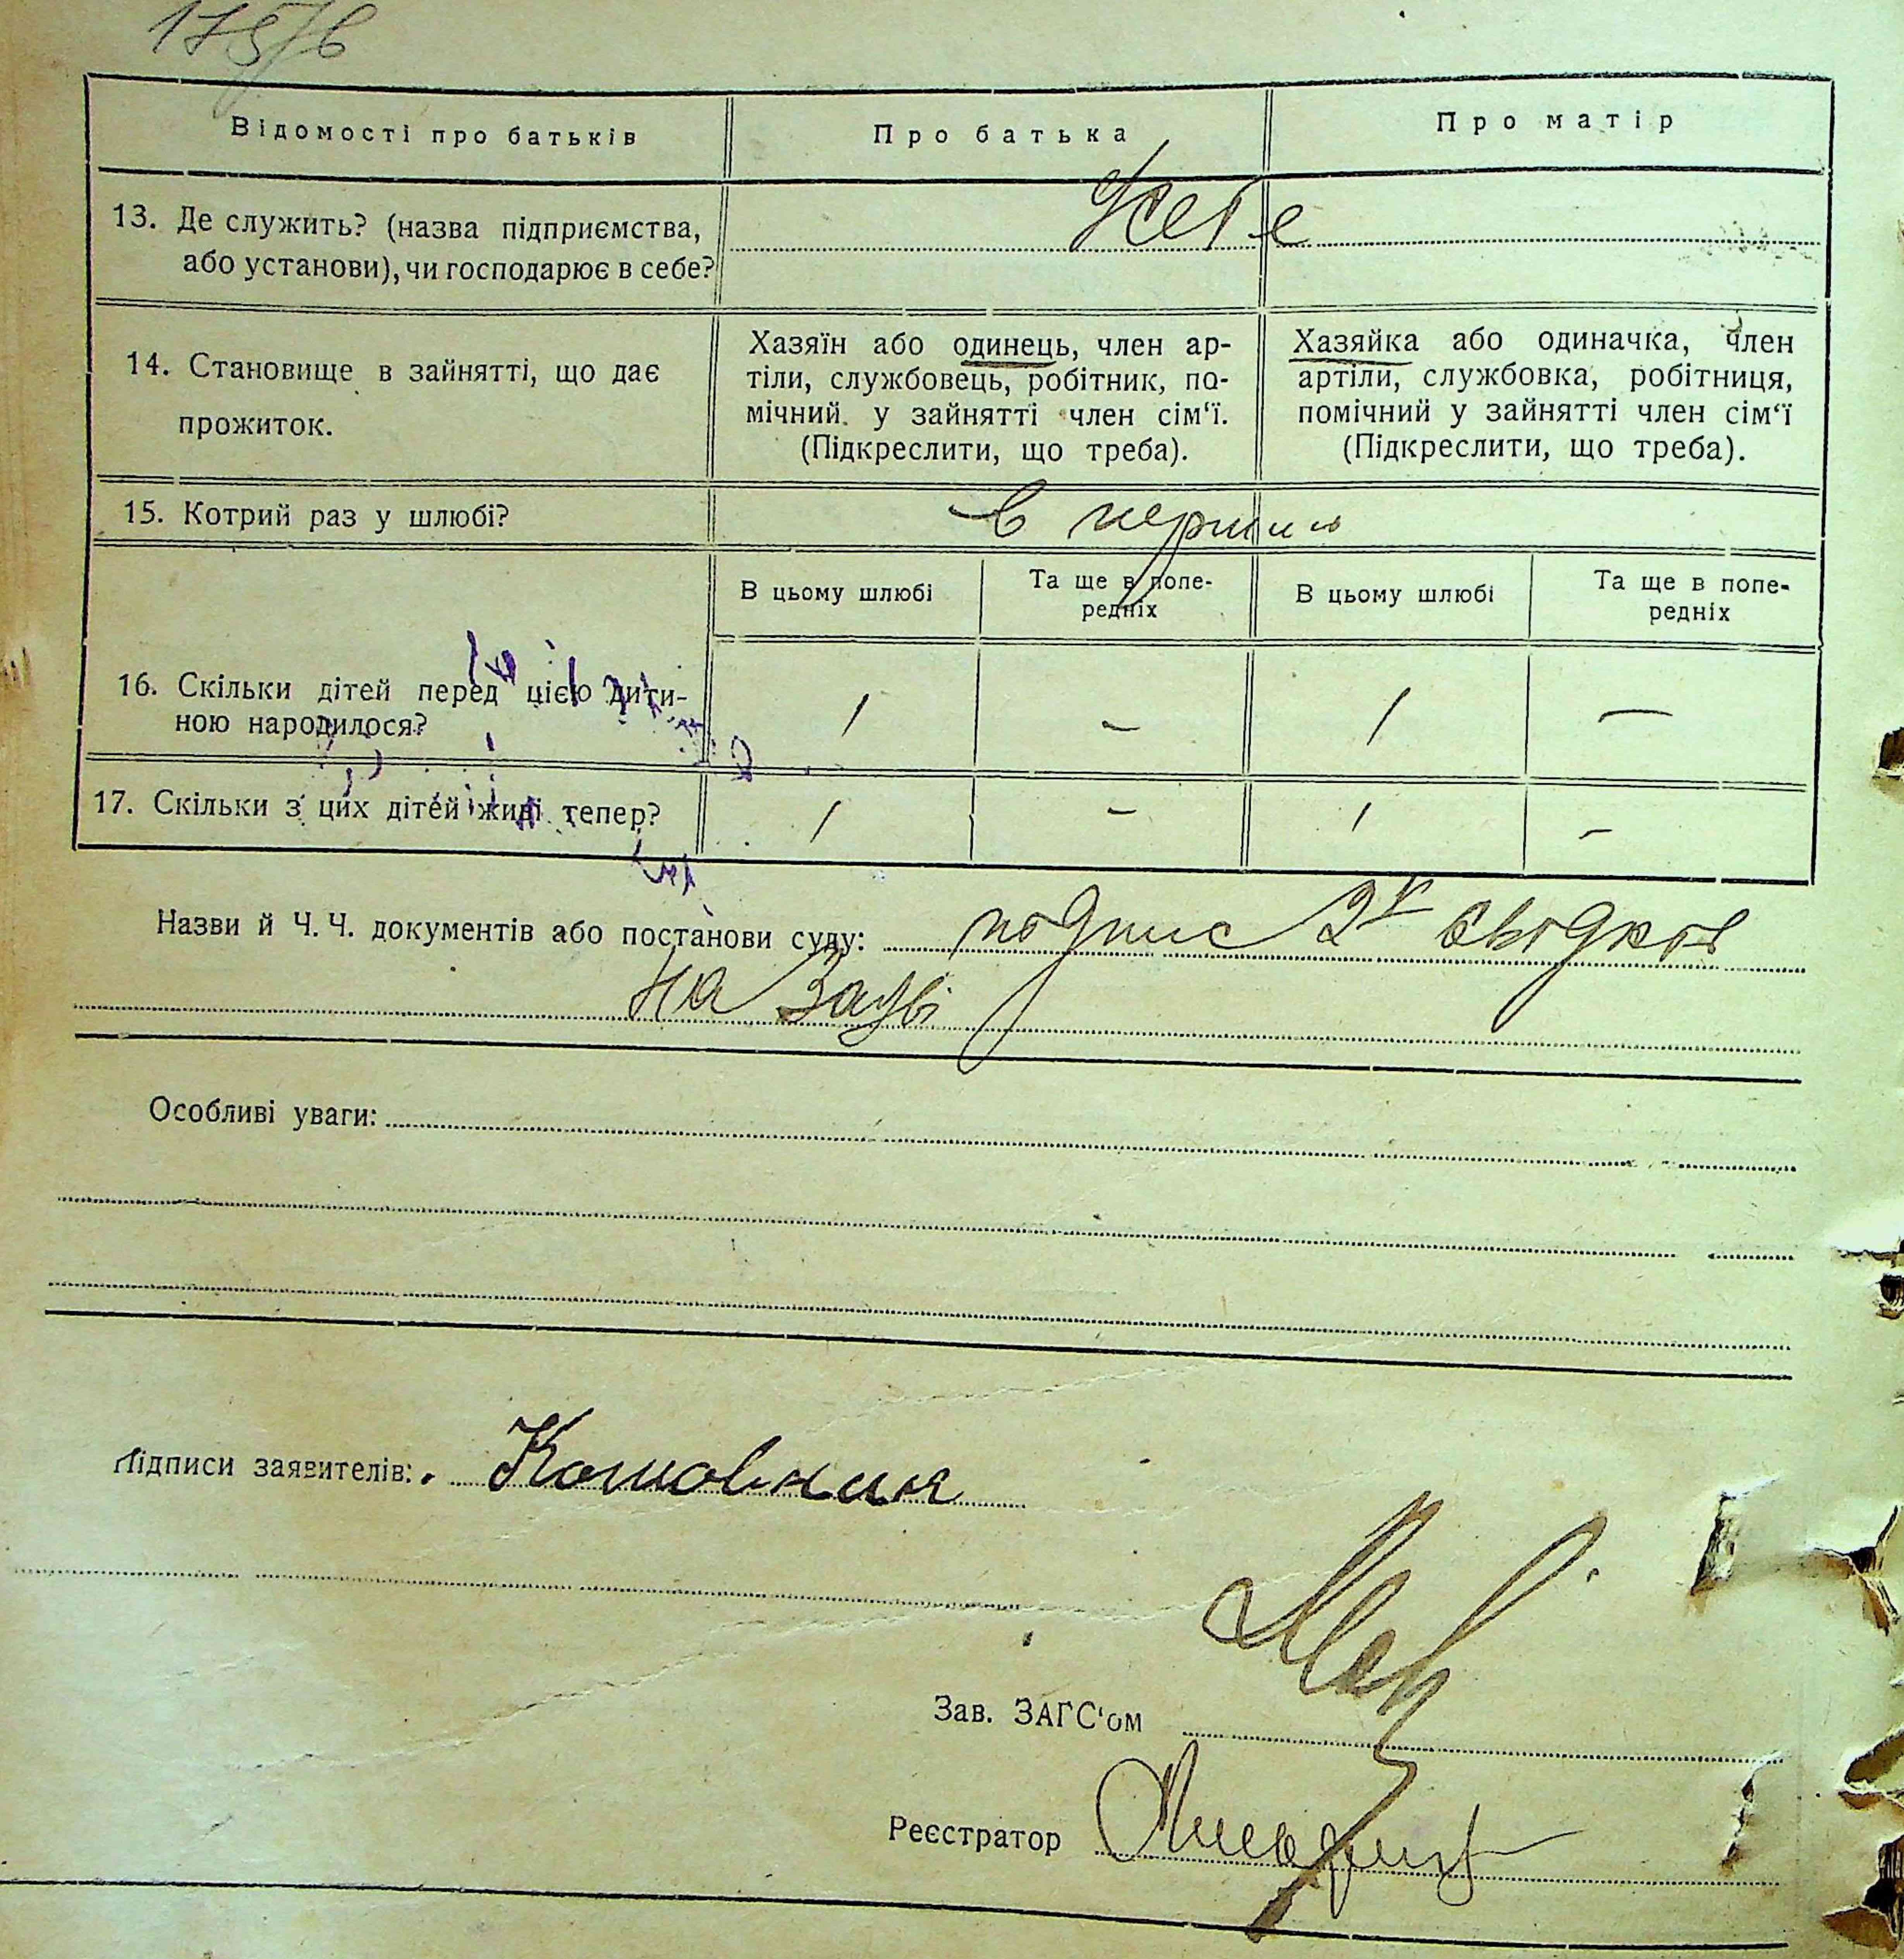 Відомості про батьків
Про батька
Про матір
13. Де служить? (назва підприємства,
або установи), чи господарює в себе?
У себе
14. Становище в зайнятті, що дає
прожиток.
Хазяїн або одинець, член ар-
тіли, службовець, робітник, по-
мічний у зайнятті член сім‘ї.
(Підкреслити, що треба).
Хазяйка або одиначка, член
артіли, службовка, робітниця,
помічний у зайнятті член сім‘ї
(Підкреслити, що треба).
15. Котрий раз у шлюбі?
в перший
В цьому шлюбі
Та ще в попе-
редніх
В цьому шлюбі
Та ще в попе-
редніх
16. Скільки дітей перед цією дити-
ною народилося?
1 – 1 –
17. Скільки з цих дітей живі тепер?
1 – 1 –
Назви й Ч. Ч. документів або постанови суду: подпис 2х свідков
на заяві
Особливі уваги:
Підписи заявителів:
Зав. ЗАГС‘ом
Реєстратор